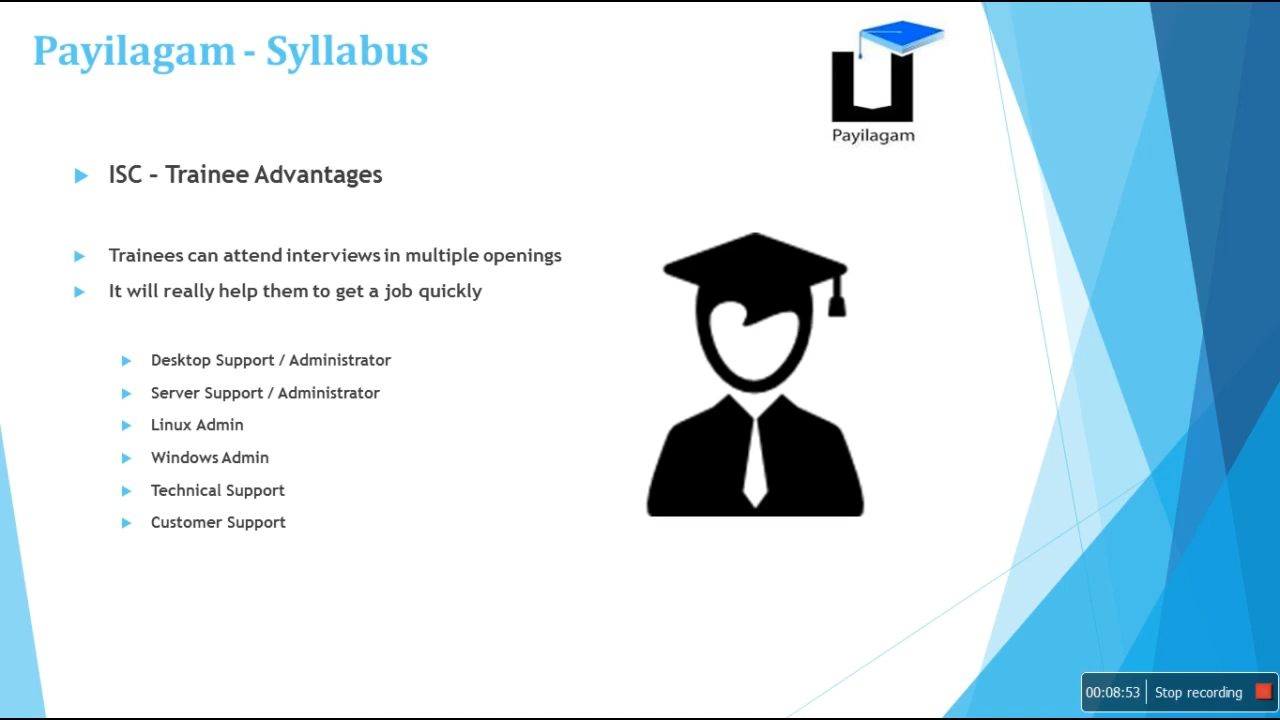 Payilagam - Syllabus
Payilagam
ISC – Trainee Advantages
Trainees can attend interviews in multiple openings
It will really help them to get a job quickly
Desktop Support / Administrator
Server Support / Administrator
Linux Admin
Windows Admin
Technical Support
Customer Support
00:08:53 Stop recording